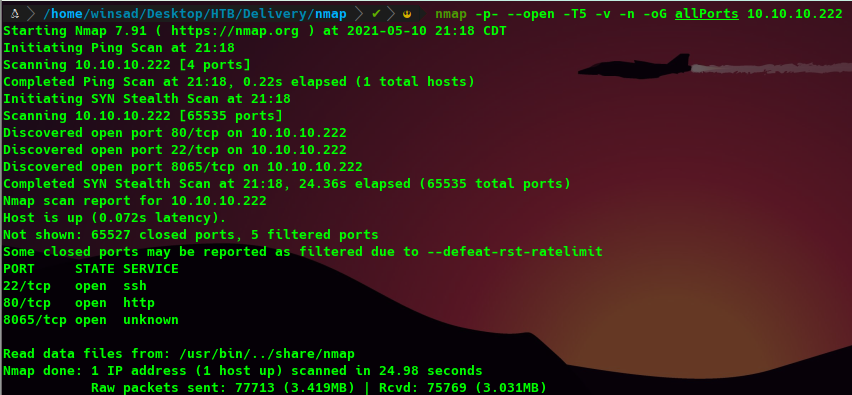 /home/winsad/Desktop/HTB/Delivery/nmap > ✔ > nmap -p- --open -T5 -v -n -oG allPorts 10.10.10.222
Starting Nmap 7.91 ( https://nmap.org ) at 2021-05-10 21:18 CDT
Initiating Ping Scan at 21:18
Scanning 10.10.10.222 [4 ports]
Completed Ping Scan at 21:18, 0.22s elapsed (1 total hosts)
Initiating SYN Stealth Scan at 21:18
Scanning 10.10.10.222 [65535 ports]
Discovered open port 80/tcp on 10.10.10.222
Discovered open port 22/tcp on 10.10.10.222
Discovered open port 8065/tcp on 10.10.10.222
Completed SYN Stealth Scan at 21:18, 24.36s elapsed (65535 total ports)
Nmap scan report for 10.10.10.222
Host is up (0.072s latency).
Not shown: 65527 closed ports, 5 filtered ports
Some closed ports may be reported as filtered due to --defeat-rst-ratelimit
PORT     STATE SERVICE
22/tcp   open  ssh
80/tcp   open  http
8065/tcp open  unknown
Read data files from: /usr/bin/../share/nmap
Nmap done: 1 IP address (1 host up) scanned in 24.98 seconds
Raw packets sent: 77713 (3.419MB) | Rcvd: 75769 (3.031MB)